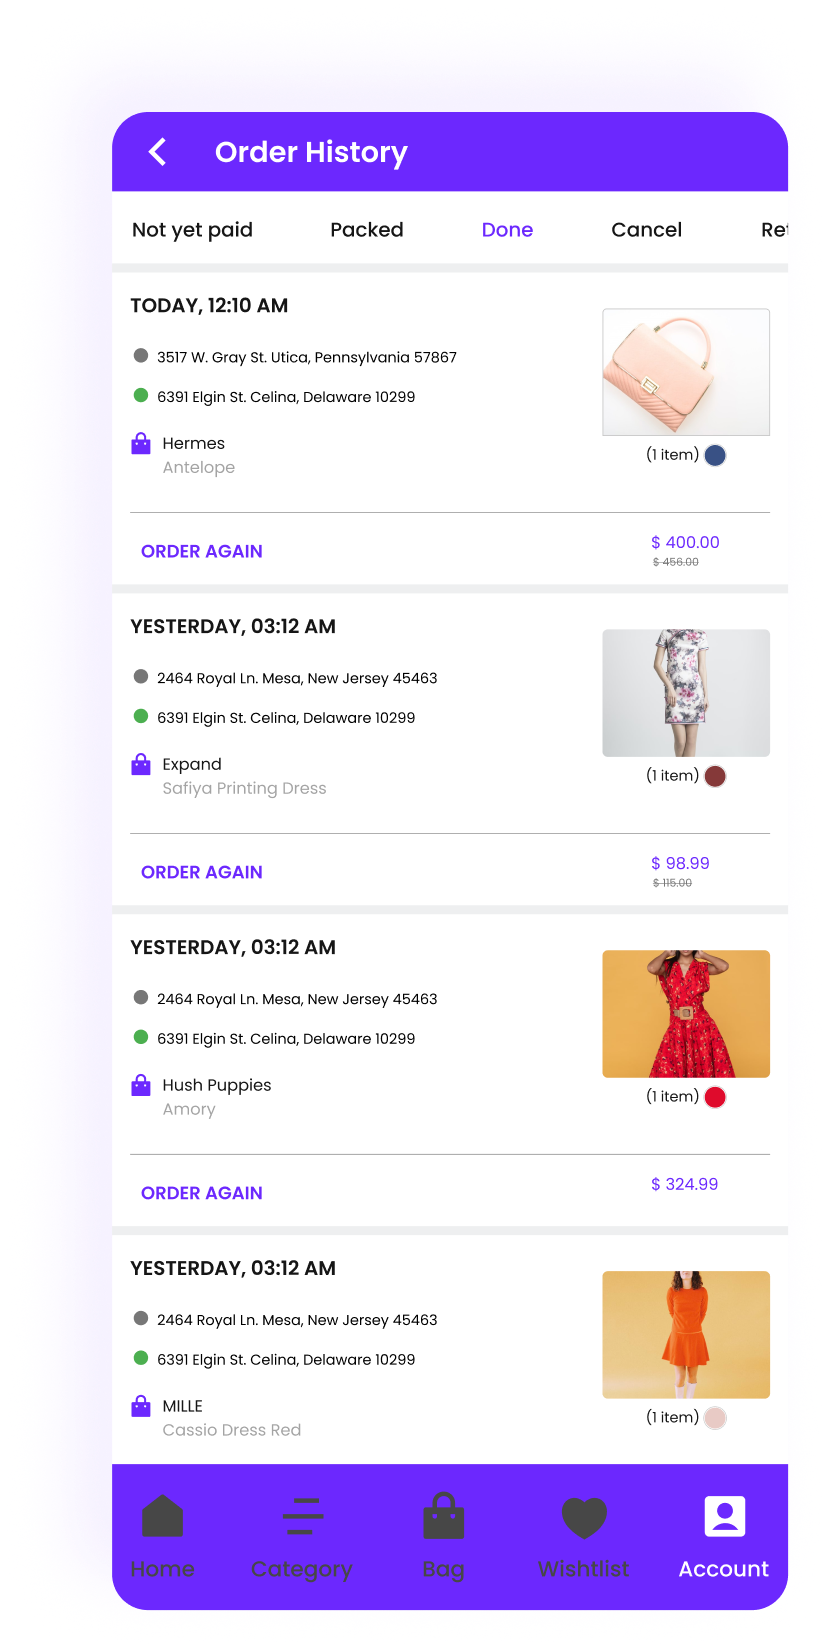 Order History
Not yet paid Packed Done Cancel Ret
TODAY, 12:10 AM
3517 W. Gray St. Utica, Pennsylvania 57867
6391 Elgin St. Celina, Delaware 10299
Hermes
Antelope
(1 item)
ORDER AGAIN
$ 400.00
$ 456.00
YESTERDAY, 03:12 AM
2464 Royal Ln. Mesa, New Jersey 45463
6391 Elgin St. Celina, Delaware 10299
Expand
Safiya Printing Dress
(1 item)
ORDER AGAIN
$ 98.99
$ 115.00
YESTERDAY, 03:12 AM
2464 Royal Ln. Mesa, New Jersey 45463
6391 Elgin St. Celina, Delaware 10299
Hush Puppies
Amory
(1 item)
ORDER AGAIN
$ 324.99
YESTERDAY, 03:12 AM
2464 Royal Ln. Mesa, New Jersey 45463
6391 Elgin St. Celina, Delaware 10299
MILLE
Cassio Dress Red
(1 item)
Home Category Bag Wishtlist Account